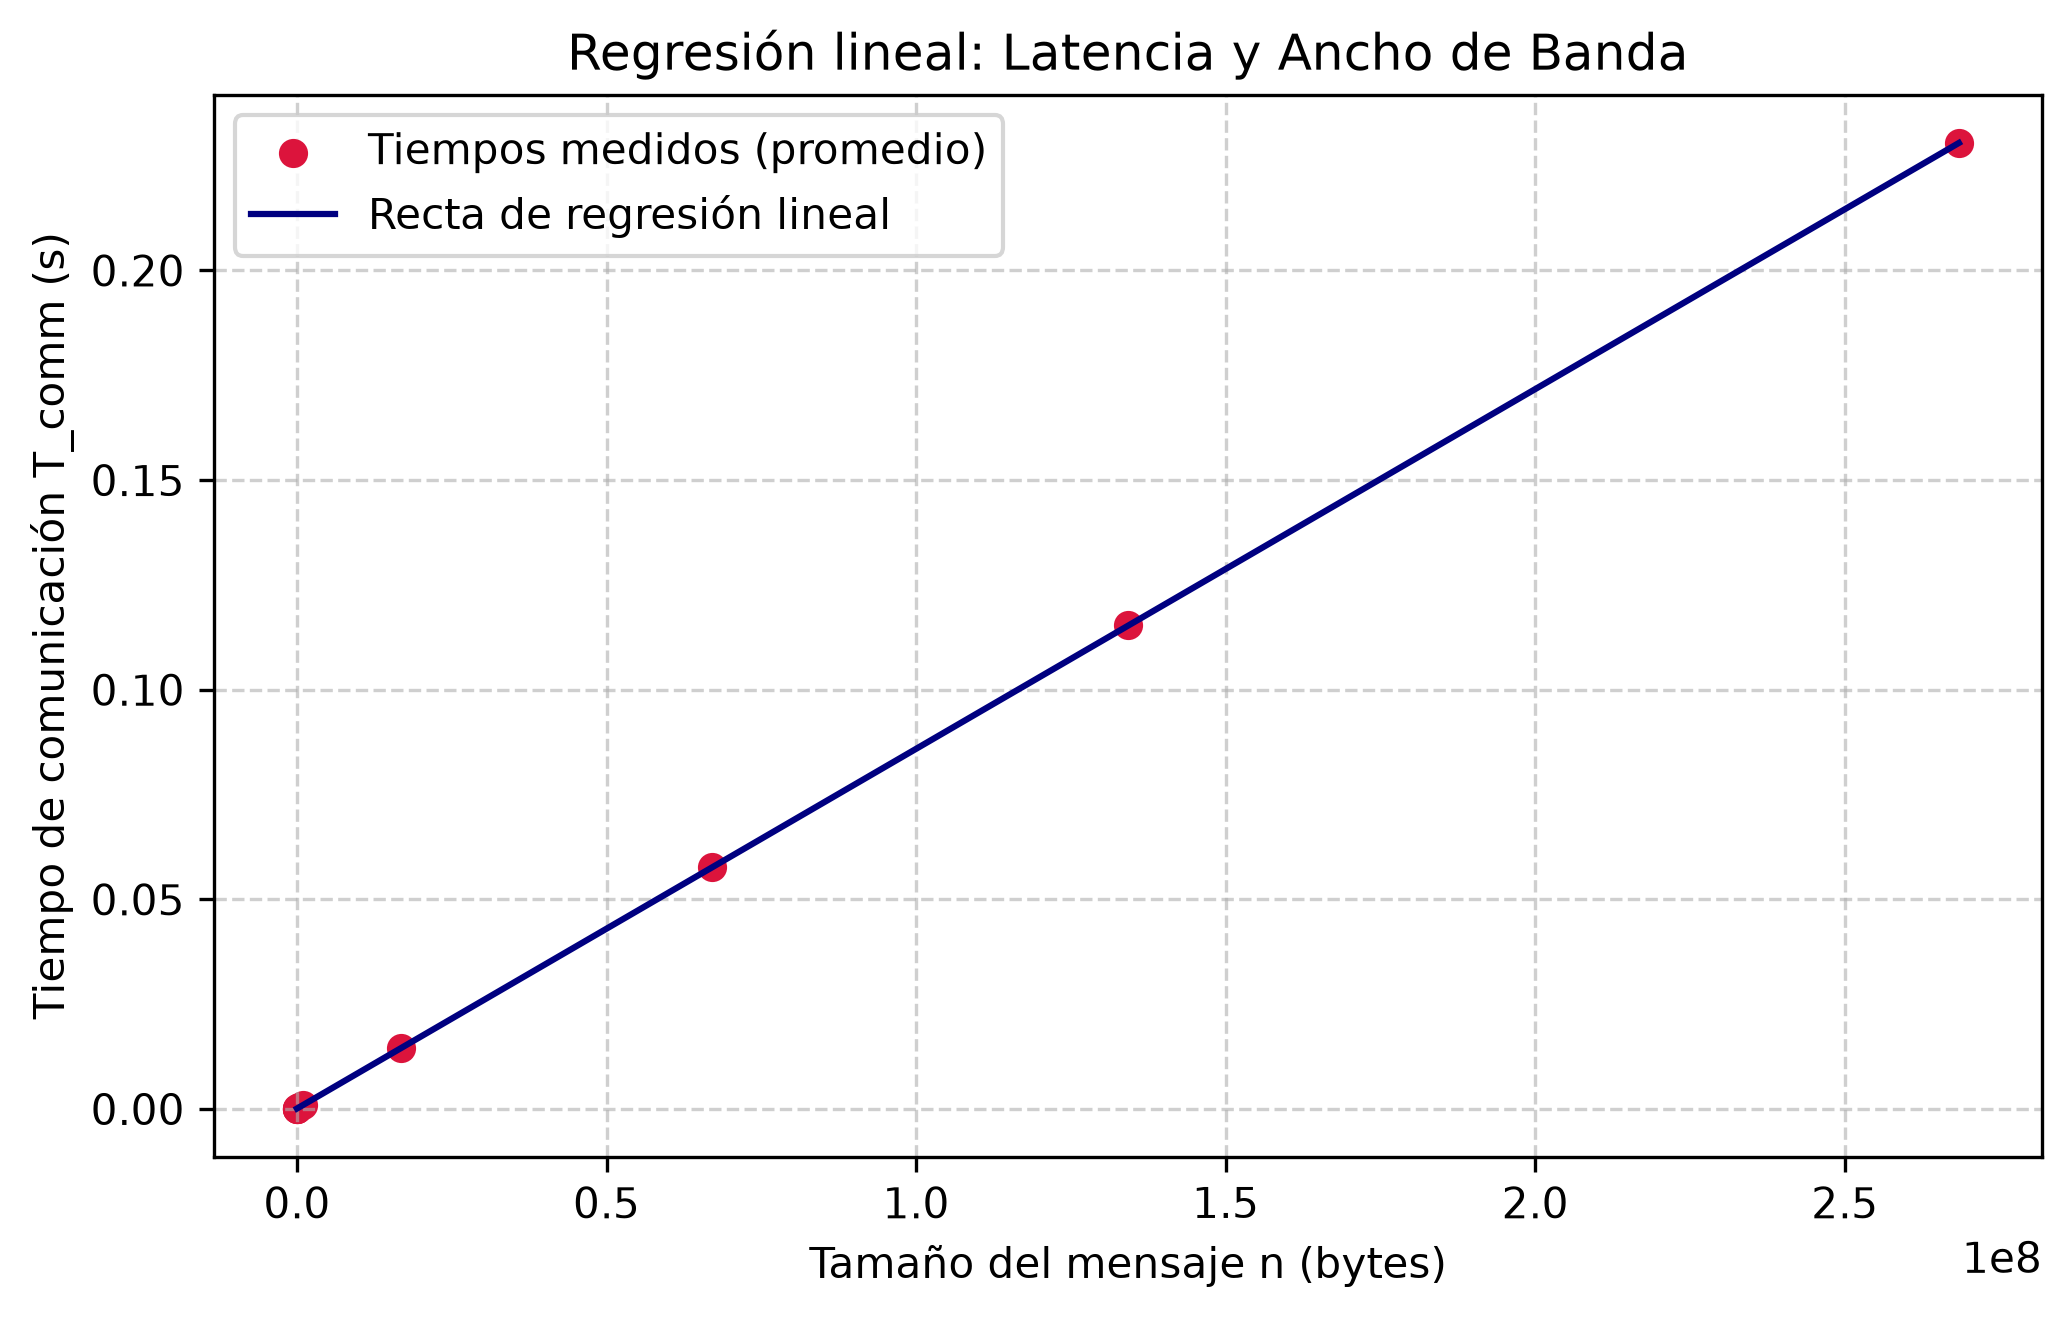 Regresión lineal: Latencia y Ancho de Banda
Tiempos medidos (promedio)
Recta de regresión lineal
Tiempo de comunicación T_comm (s)
0.20
0.15
0.10
0.05
0.00
0.0 0.5 1.0 1.5 2.0 2.5
1e8
Tamaño del mensaje n (bytes)